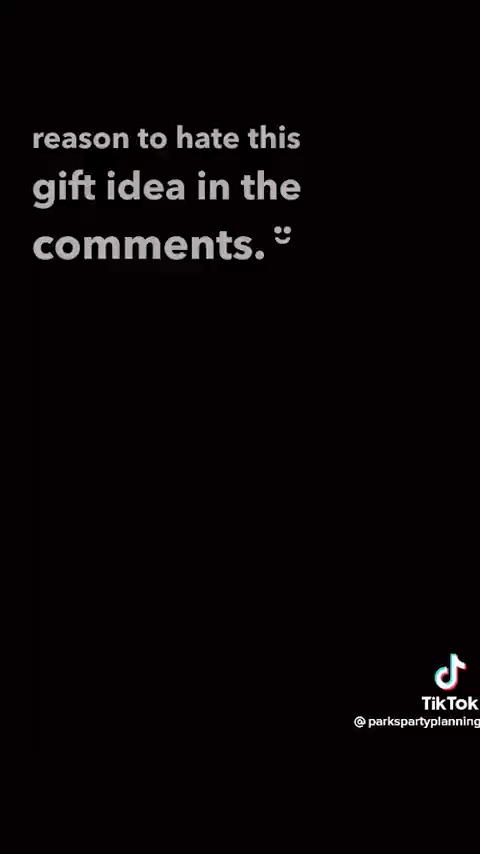 reason to hate this
gift idea in the
comments.
TikTok
@parkspartyplanning